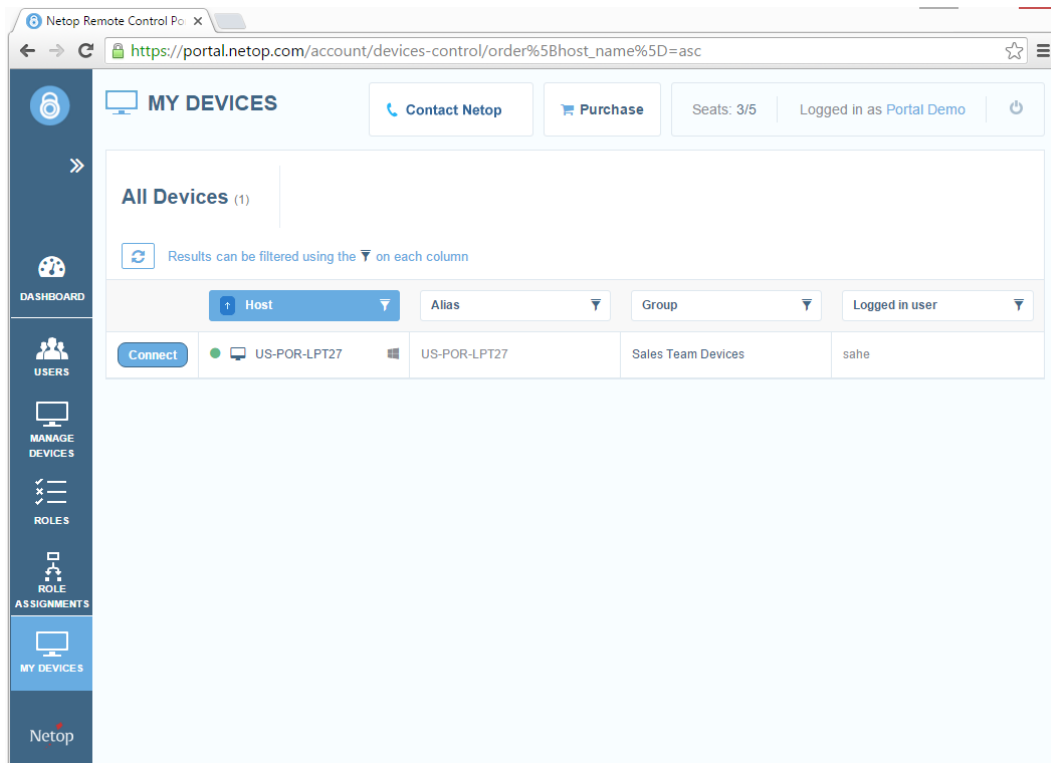 Netop Remote Control Po
https://portal.netop.com/account/devices-control/order%5Bhost_name%5D=asc
MY DEVICES
Contact Netop
Purchase
Seats: 3/5
Logged in as Portal Demo
All Devices (1)
Results can be filtered using the on each column
Host
Alias
Group
Logged in user
Connect
US-POR-LPT27
US-POR-LPT27
Sales Team Devices
sahe
DASHBOARD
USERS
MANAGE
DEVICES
ROLES
ROLE
ASSIGNMENTS
MY DEVICES
Netop